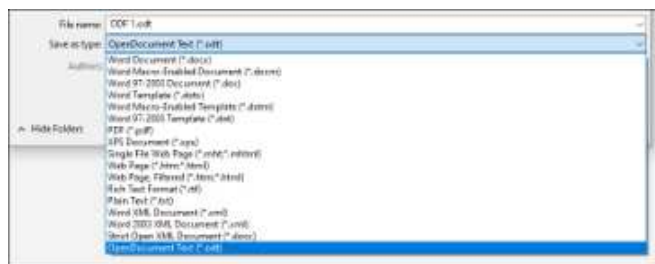 File name: ODF 1.odt
Save as type: OpenDocument Text (*.odt)
Authors:
Word Document (*.docx)
Word Macro-Enabled Document (*.docm)
Word 97-2003 Document (*.doc)
Word Template (*.dotx)
Word Macro-Enabled Template (*.dotm)
Word 97-2003 Template (*.dot)
PDF (*.pdf)
XPS Document (*.xps)
Single File Web Page (*.mht;*.mhtml)
Web Page (*.htm;*.html)
Web Page, Filtered (*.htm;*.html)
Rich Text Format (*.rtf)
Plain Text (*.txt)
Word XML Document (*.xml)
Word 2003 XML Document (*.xml)
Strict Open XML Document (*.docx)
OpenDocument Text (*.odt)
Hide Folders